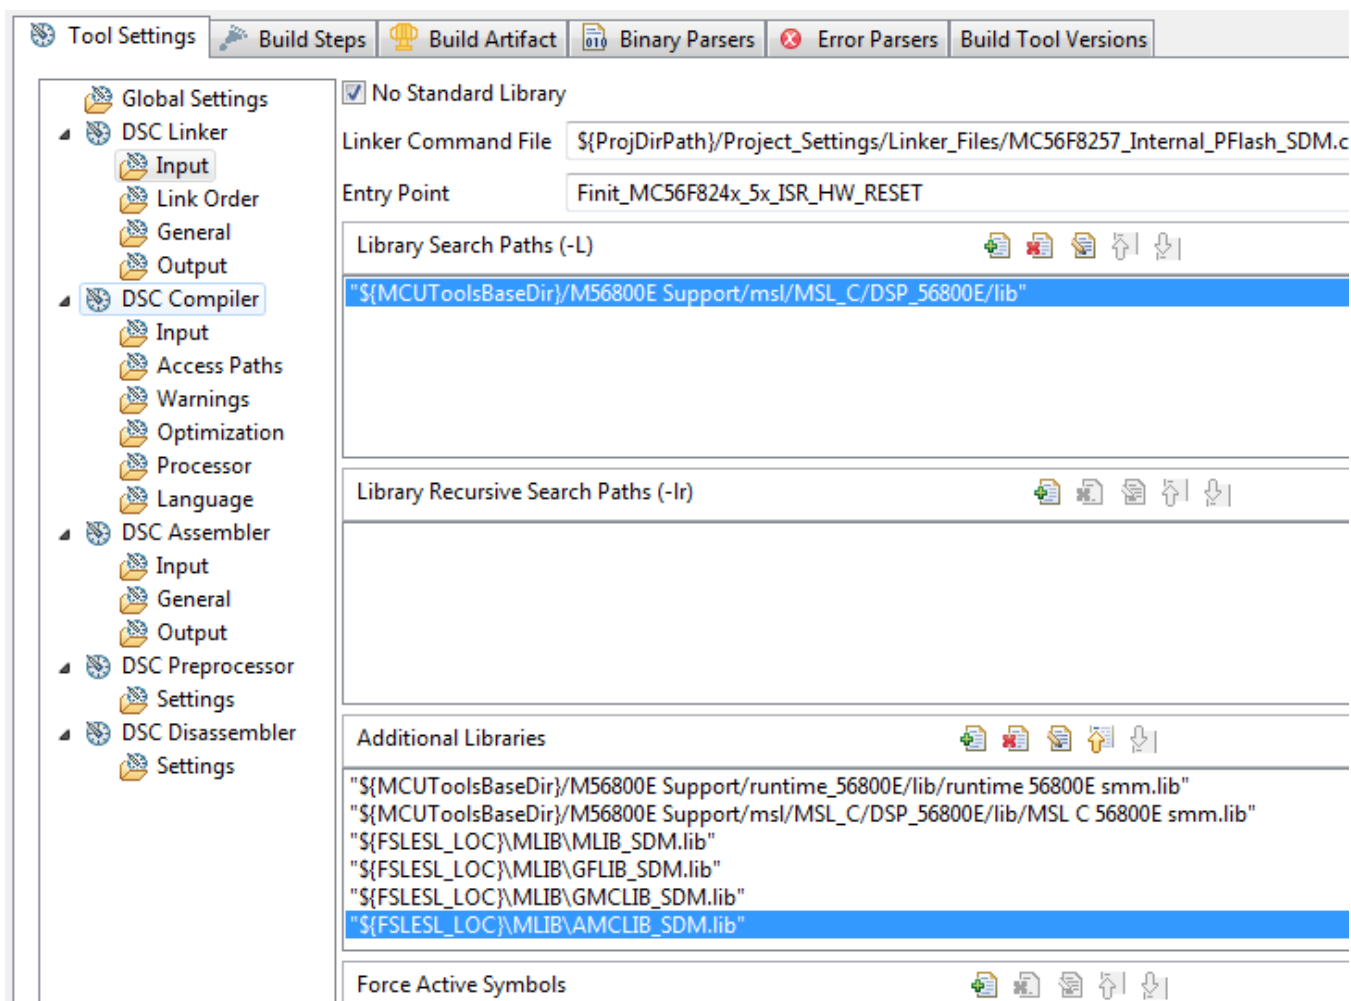 Tool Settings Build Steps Build Artifact Binary Parsers Error Parsers Build Tool Versions
Global Settings
DSC Linker
Input
Link Order
General
Output
DSC Compiler
Input
Access Paths
Warnings
Optimization
Processor
Language
DSC Assembler
Input
General
Output
DSC Preprocessor
Settings
DSC Disassembler
Settings
No Standard Library
Linker Command File ${ProjDirPath}/Project_Settings/Linker_Files/MC56F8257_Internal_PFlash_SDM.c
Entry Point Finit_MC56F824x_5x_ISR_HW_RESET
Library Search Paths (-L)
"${MCUToolsBaseDir}/M56800E Support/msl/MSL_C/DSP_56800E/lib"
Library Recursive Search Paths (-lr)
Additional Libraries
"${MCUToolsBaseDir}/M56800E Support/runtime_56800E/lib/runtime 56800E smm.lib"
"${MCUToolsBaseDir}/M56800E Support/msl/MSL_C/DSP_56800E/lib/MSL C 56800E smm.lib"
"${FSLESL_LOC}\MLIB\MLIB_SDM.lib"
"${FSLESL_LOC}\MLIB\GFLIB_SDM.lib"
"${FSLESL_LOC}\MLIB\GMCLIB_SDM.lib"
"${FSLESL_LOC}\MLIB\AMCLIB_SDM.lib"
Force Active Symbols